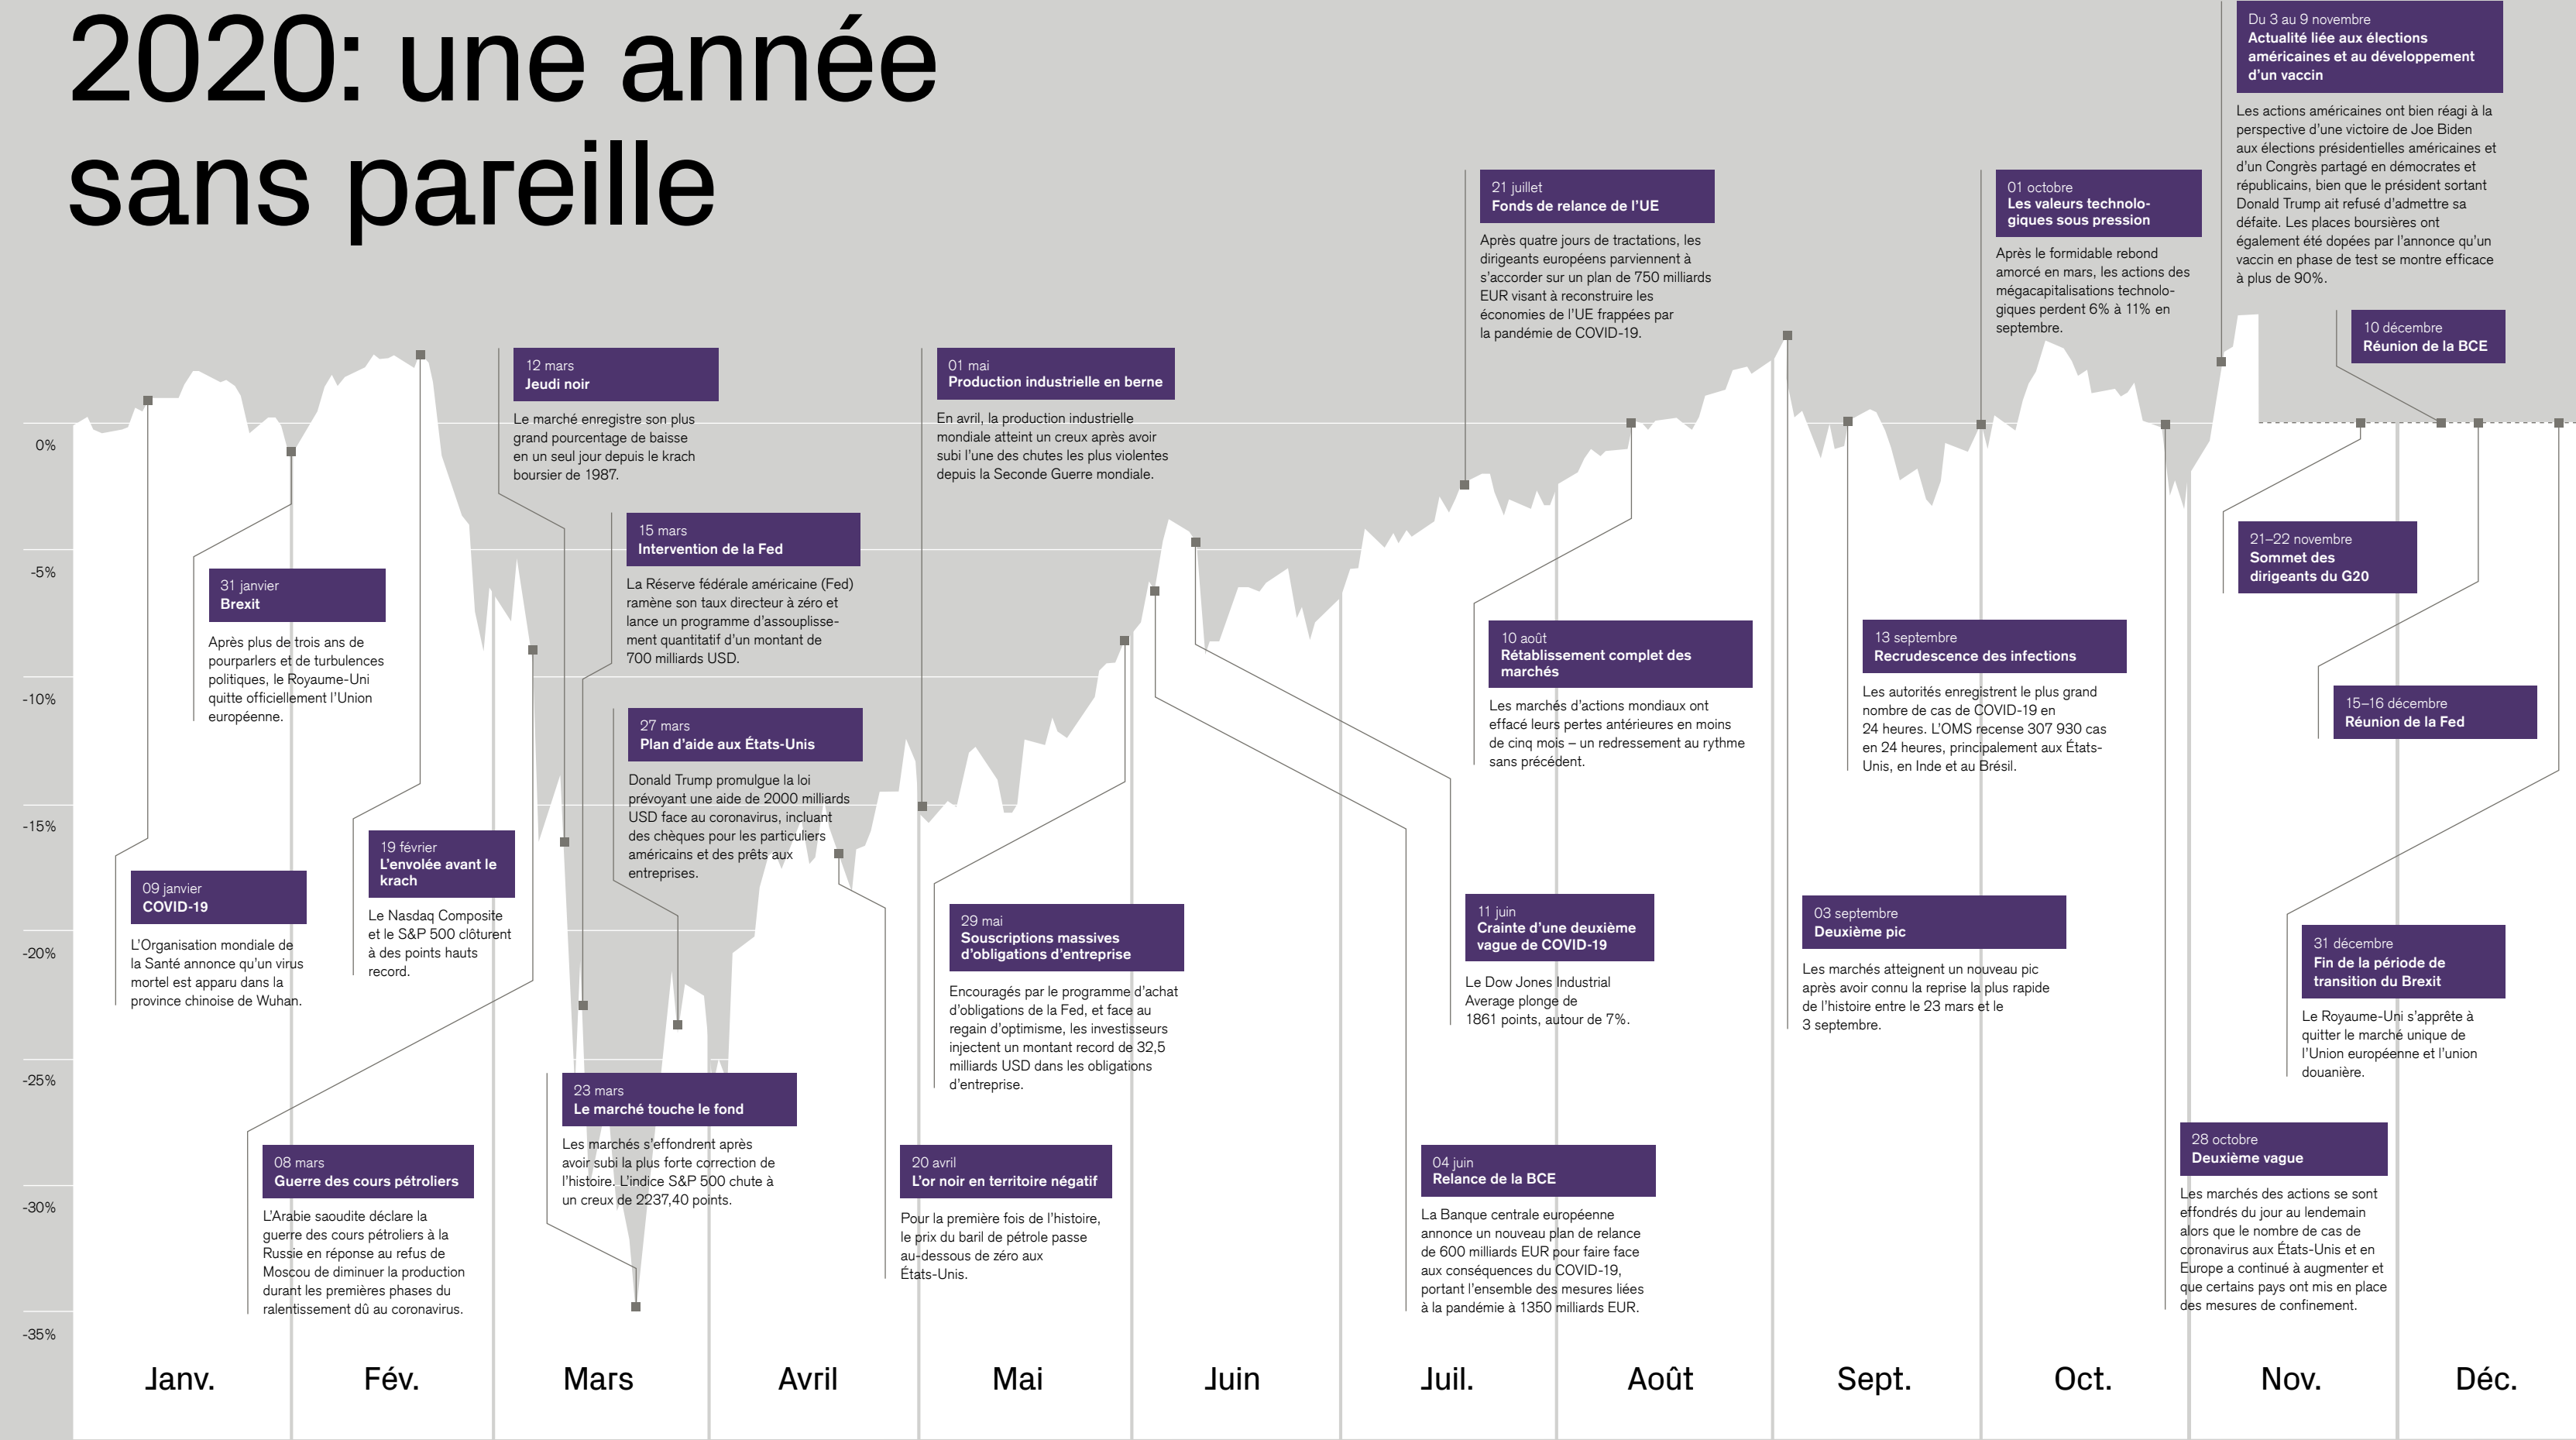 2020: une année
sans pareille
0%
-5%
-10%
-15%
-20%
-25%
-30%
-35%
09 janvier
COVID-19
L’Organisation mondiale de
la Santé annonce qu’un virus
mortel est apparu dans la
province chinoise de Wuhan.
31 janvier
Brexit
Après plus de trois ans de
pourparlers et de turbulences
politiques, le Royaume-Uni
quitte officiellement l’Union
européenne.
19 février
L’envolée avant le
krach
Le Nasdaq Composite
et le S&P 500 clôturent
à des points hauts
record.
08 mars
Guerre des cours pétroliers
L’Arabie saoudite déclare la
guerre des cours pétroliers à la
Russie en réponse au refus de
Moscou de diminuer la production
durant les premières phases du
ralentissement dû au coronavirus.
12 mars
Jeudi noir
Le marché enregistre son plus
grand pourcentage de baisse
en un seul jour depuis le krach
boursier de 1987.
15 mars
Intervention de la Fed
La Réserve fédérale américaine (Fed)
ramène son taux directeur à zéro et
lance un programme d’assouplisse-
ment quantitatif d’un montant de
700 milliards USD.
27 mars
Plan d’aide aux États-Unis
Donald Trump promulgue la loi
prévoyant une aide de 2000 milliards
USD face au coronavirus, incluant
des chèques pour les particuliers
américains et des prêts aux
entreprises.
23 mars
Le marché touche le fond
Les marchés s’effondrent après
avoir subi la plus forte correction de
l’histoire. L’indice S&P 500 chute à
un creux de 2237,40 points.
01 mai
Production industrielle en berne
En avril, la production industrielle
mondiale atteint un creux après avoir
subi l’une des chutes les plus violentes
depuis la Seconde Guerre mondiale.
29 mai
Souscriptions massives
d’obligations d’entreprise
Encouragés par le programme d’achat
d’obligations de la Fed, et face au
regain d’optimisme, les investisseurs
injectent un montant record de 32,5
milliards USD dans les obligations
d’entreprise.
20 avril
L’or noir en territoire négatif
Pour la première fois de l’histoire,
le prix du baril de pétrole passe
au-dessous de zéro aux
États-Unis.
21 juillet
Fonds de relance de l’UE
Après quatre jours de tractations, les
dirigeants européens parviennent à
s’accorder sur un plan de 750 milliards
EUR visant à reconstruire les
économies de l’UE frappées par
la pandémie de COVID-19.
10 août
Rétablissement complet des
marchés
Les marchés d’actions mondiaux ont
effacé leurs pertes antérieures en moins
de cinq mois – un redressement au rythme
sans précédent.
11 juin
Crainte d’une deuxième
vague de COVID-19
Le Dow Jones Industrial
Average plonge de
1861 points, autour de 7%.
04 juin
Relance de la BCE
La Banque centrale européenne
annonce un nouveau plan de relance
de 600 milliards EUR pour faire face
aux conséquences du COVID-19,
portant l’ensemble des mesures liées
à la pandémie à 1350 milliards EUR.
01 octobre
Les valeurs technolo-
giques sous pression
Après le formidable rebond
amorcé en mars, les actions des
mégacapitalisations technolo-
giques perdent 6% à 11% en
septembre.
13 septembre
Recrudescence des infections
Les autorités enregistrent le plus grand
nombre de cas de COVID-19 en
24 heures. L’OMS recense 307 930 cas
en 24 heures, principalement aux États-
Unis, en Inde et au Brésil.
03 septembre
Deuxième pic
Les marchés atteignent un nouveau pic
après avoir connu la reprise la plus rapide
de l’histoire entre le 23 mars et le
3 septembre.
Du 3 au 9 novembre
Actualité liée aux élections
américaines et au développement
d’un vaccin
Les actions américaines ont bien réagi à la
perspective d’une victoire de Joe Biden
aux élections présidentielles américaines et
d’un Congrès partagé en démocrates et
républicains, bien que le président sortant
Donald Trump ait refusé d’admettre sa
défaite. Les places boursières ont
également été dopées par l’annonce qu’un
vaccin en phase de test se montre efficace
à plus de 90%.
10 décembre
Réunion de la BCE
21–22 novembre
Sommet des
dirigeants du G20
15–16 décembre
Réunion de la Fed
31 décembre
Fin de la période de
transition du Brexit
Le Royaume-Uni s’apprête à
quitter le marché unique de
l’Union européenne et l’union
douanière.
28 octobre
Deuxième vague
Les marchés des actions se sont
effondrés du jour au lendemain
alors que le nombre de cas de
coronavirus aux États-Unis et en
Europe a continué à augmenter et
que certains pays ont mis en place
des mesures de confinement.
Janv.
Fév.
Mars
Avril
Mai
Juin
Juil.
Août
Sept.
Oct.
Nov.
Déc.